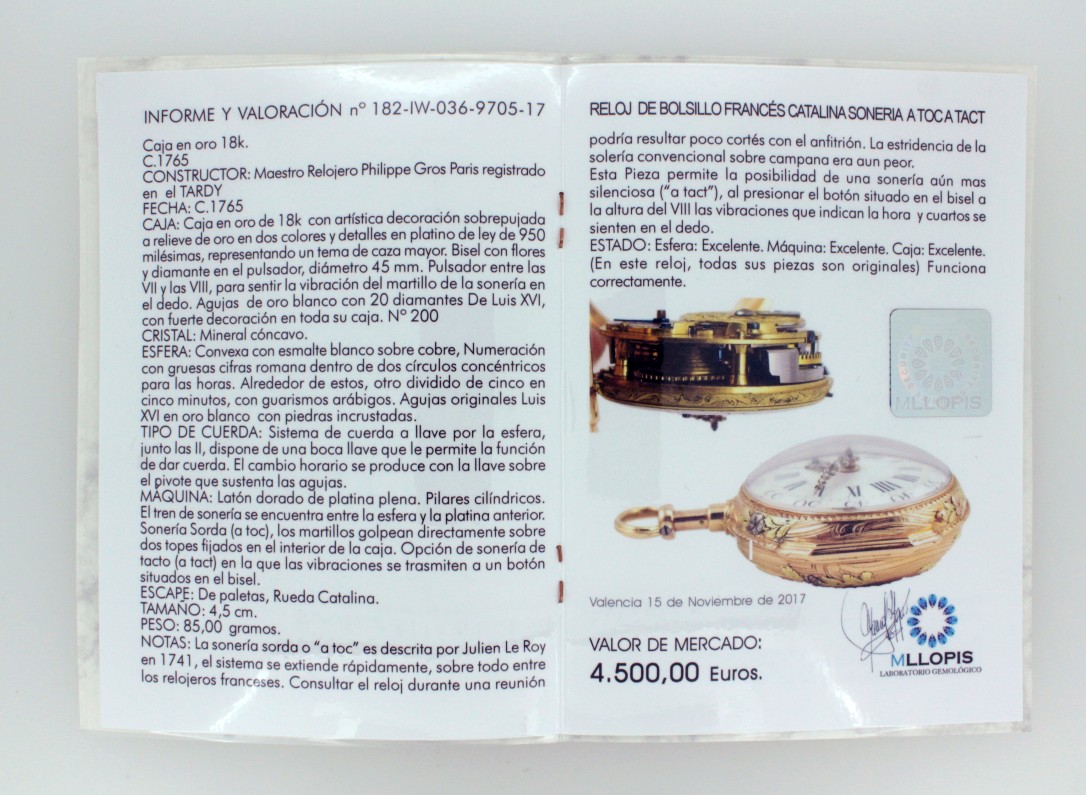 INFORME Y VALORACIÓN nº 182-IW-036-9705-17
Caja en oro 18k.
C.1765
CONSTRUCTOR: Maestro Relojero Philippe Gros Paris registrado
en el TARDY
FECHA: C.1765
CAJA: Caja en oro de 18k con artística decoración sobrepujada
a relieve de oro en dos colores y detalles en platino de ley de 950
milésimas, representando un tema de caza mayor. Bisel con flores
y diamante en el pulsador, diámetro 45 mm. Pulsador entre las
VII y las VIII, para sentir la vibración del martillo de la sonería en
el dedo. Agujas de oro blanco con 20 diamantes De Luis XVI,
con fuerte decoración en toda su caja. Nº 200
CRISTAL: Mineral cóncavo.
ESFERA: Convexa con esmalte blanco sobre cobre, Numeración
con gruesas cifras romana dentro de dos círculos concéntricos
para las horas. Alrededor de estos, otro dividido de cinco en
cinco minutos, con guarismos arábigos. Agujas originales Luis
XVI en oro blanco con piedras incrustadas.
TIPO DE CUERDA: Sistema de cuerda a llave por la esfera,
junto las II, dispone de una boca llave que le permite la función
de dar cuerda. El cambio horario se produce con la llave sobre
el pivote que sustenta las agujas.
MÁQUINA: Latón dorado de platina plena. Pilares cilíndricos.
El tren de sonería se encuentra entre la esfera y la platina anterior.
Sonería Sorda (a toc), los martillos golpean directamente sobre
dos topes fijados en el interior de la caja. Opción de sonería de
tacto (a tact) en la que las vibraciones se trasmiten a un botón
situados en el bisel.
ESCAPE: De paletas, Rueda Catalina.
TAMAÑO: 4,5 cm.
PESO: 85,00 gramos.
NOTAS: La sonería sorda o "a toc" es descrita por Julien Le Roy
en 1741, el sistema se extiende rápidamente, sobre todo entre
los relojeros franceses. Consultar el reloj durante una reunión
RELOJ DE BOLSILLO FRANCÉS CATALINA SONERIA A TOC A TACT
podría resultar poco cortés con el anfitrión. La estridencia de la
solería convencional sobre campana era aun peor.
Esta Pieza permite la posibilidad de una sonería aún mas
silenciosa ("a tact"), al presionar el botón situado en el bisel a
la altura del VIII las vibraciones que indican la hora y cuartos se
sienten en el dedo.
ESTADO: Esfera: Excelente. Máquina: Excelente. Caja: Excelente.
(En este reloj, todas sus piezas son originales) Funciona
correctamente.
MLLOPIS
Valencia 15 de Noviembre de 2017
VALOR DE MERCADO:
4.500,00 Euros.
MLLOPIS
LABORATORIO GEMOLÓGICO